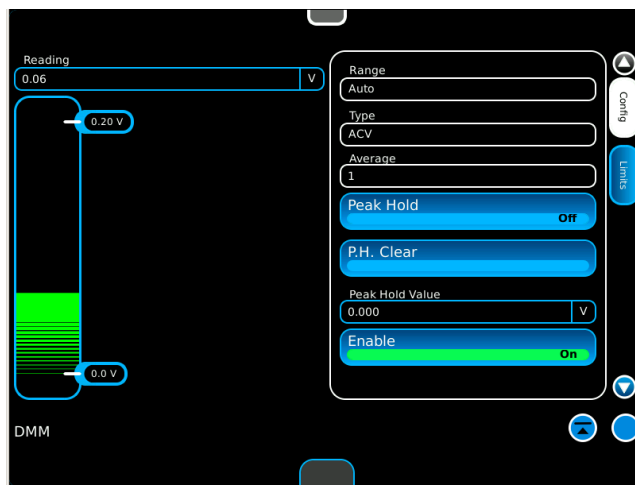 Reading
0.06 V
0.20 V
0.0 V
DMM
Range
Auto
Type
ACV
Average
1
Peak Hold
Off
P.H. Clear
Peak Hold Value
0.000 V
Enable
On
Config
Limits